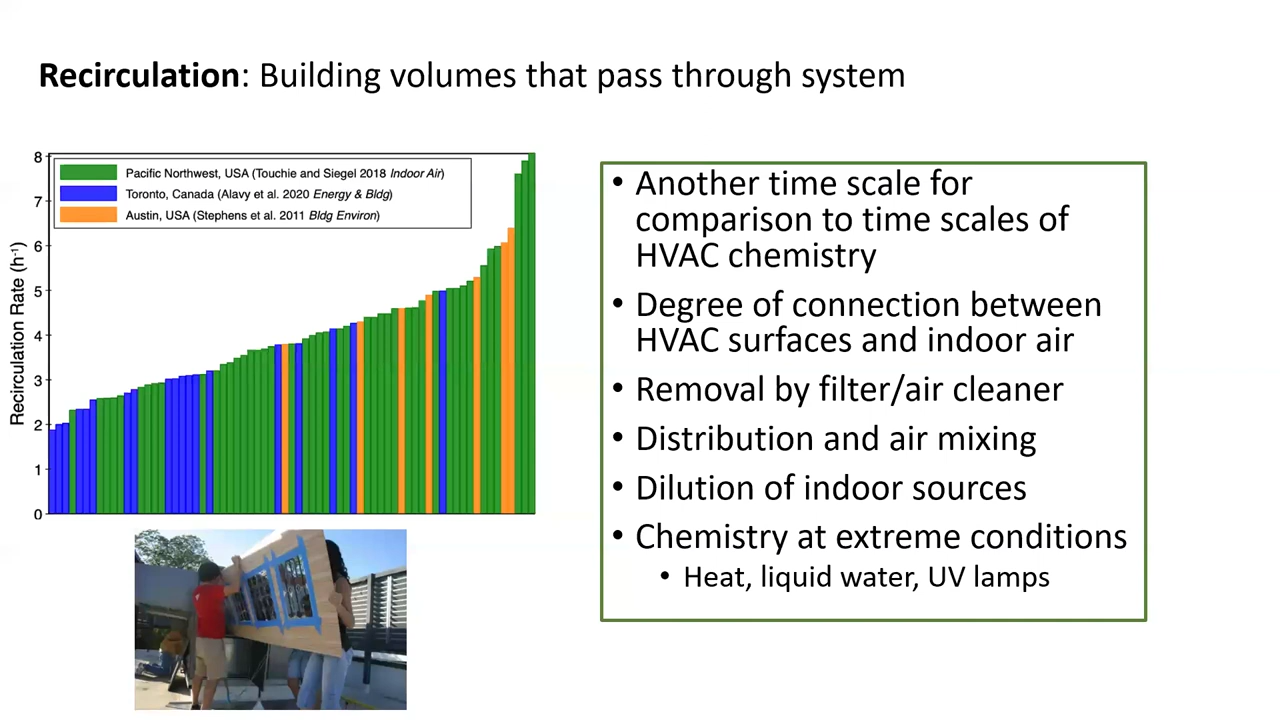 Recirculation: Building volumes that pass through system
8
7
6
5
4
3
2
1
0
Recirculation Rate (h⁻¹)
Pacific Northwest, USA (Touchie and Siegel 2018 Indoor Air)
Toronto, Canada (Alavy et al. 2020 Energy & Bldg)
Austin, USA (Stephens et al. 2011 Bldg Environ)
• Another time scale for
comparison to time scales of
HVAC chemistry
• Degree of connection between
HVAC surfaces and indoor air
• Removal by filter/air cleaner
• Distribution and air mixing
• Dilution of indoor sources
• Chemistry at extreme conditions
• Heat, liquid water, UV lamps